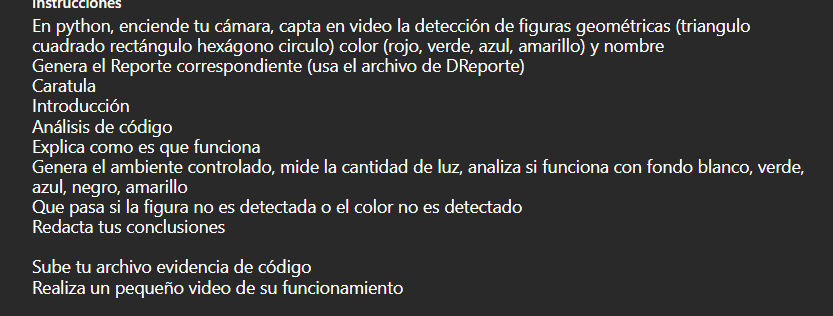 Instrucciones
En python, enciende tu cámara, capta en video la detección de figuras geométricas (triangulo
cuadrado rectángulo hexágono circulo) color (rojo, verde, azul, amarillo) y nombre
Genera el Reporte correspondiente (usa el archivo de DReporte)
Caratula
Introducción
Análisis de código
Explica como es que funciona
Genera el ambiente controlado, mide la cantidad de luz, analiza si funciona con fondo blanco, verde,
azul, negro, amarillo
Que pasa si la figura no es detectada o el color no es detectado
Redacta tus conclusiones
Sube tu archivo evidencia de código
Realiza un pequeño video de su funcionamiento